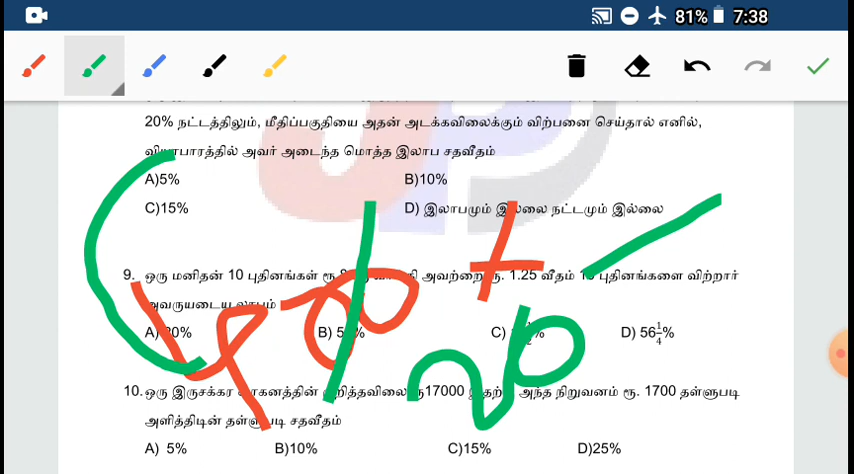 81% 7:38
20% நட்டத்திலும், மீதிப்பகுதியை அதன் அடக்கவிலைக்கும் விற்பனை செய்தால் எனில்,
வியாபாரத்தில் அவர் அடைந்த மொத்த இலாப சதவீதம்
A)5% B)10%
C)15% D) இலாபமும் இல்லை நட்டமும் இல்லை
9. ஒரு மனிதன் 10 புதினங்கள் ரூ. அவற்றை ரூ. 1.25 வீதம் புதினங்களை விற்றார்
அவருடைய லாபம்
A) B) C) D) 56¼%
10. ஒரு இருசக்கர வாகனத்தின் குறித்தவிலை ரூ17000 அந்த நிறுவனம் ரூ. 1700 தள்ளுபடி
அளித்திடின் தள்ளுபடி சதவீதம்
A) 5% B)10% C)15% D)25%
+
20